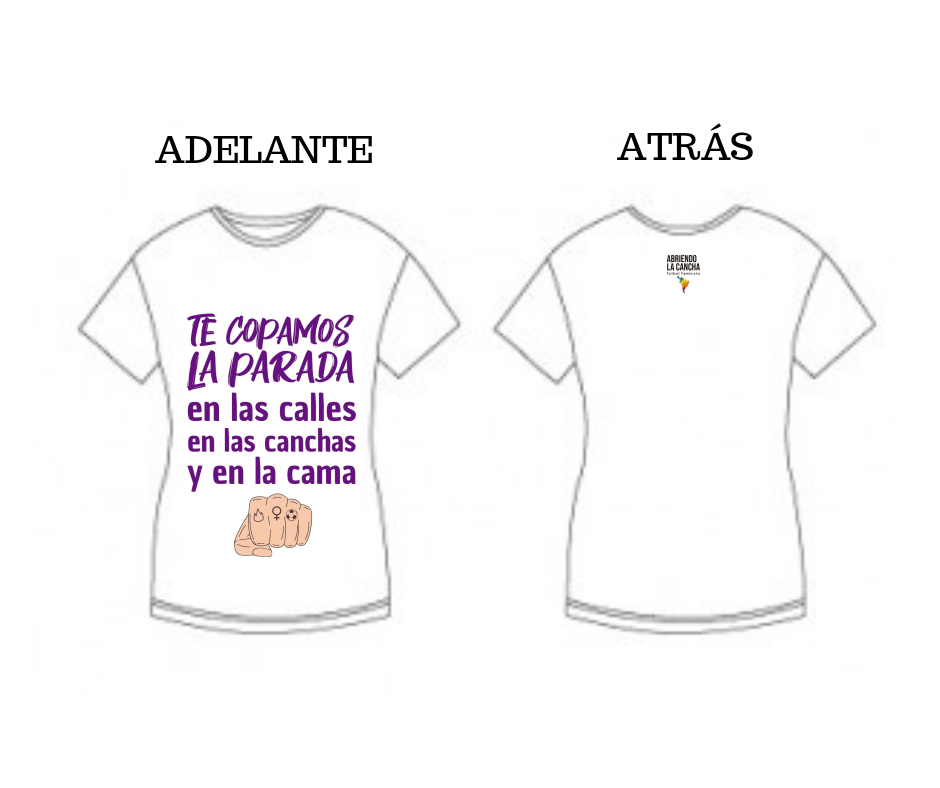 ADELANTE
ATRÁS
TE COPAMOS
LA PARADA
en las calles
en las canchas
y en la cama
ABRIENDO
LA CANCHA
Fútbol Feminista